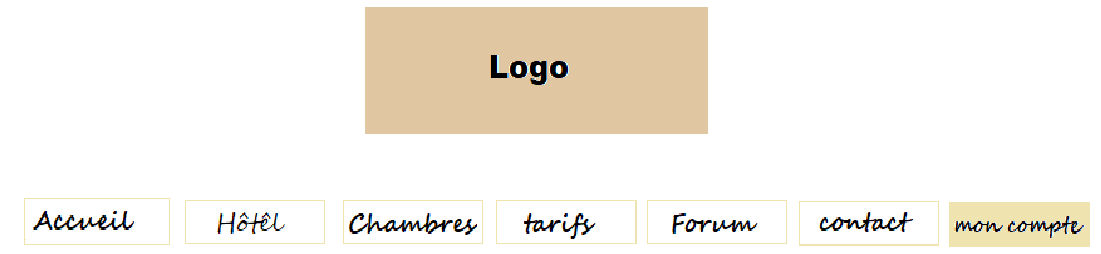 Logo
Accueil Hôtêl Chambres tarifs Forum contact mon compte